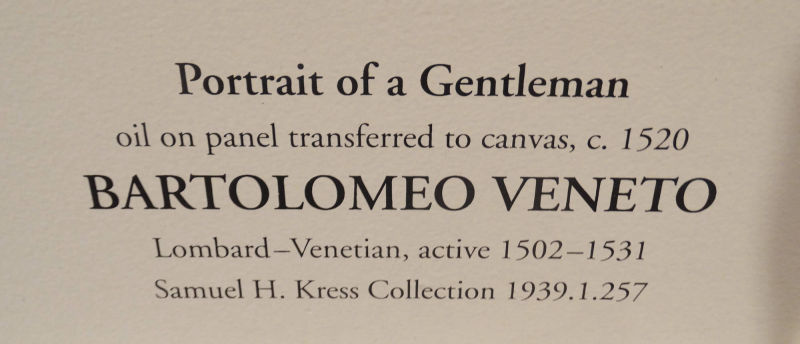 Portrait of a Gentleman
oil on panel transferred to canvas, c. 1520
BARTOLOMEO VENETO
Lombard–Venetian, active 1502–1531
Samuel H. Kress Collection 1939.1.257